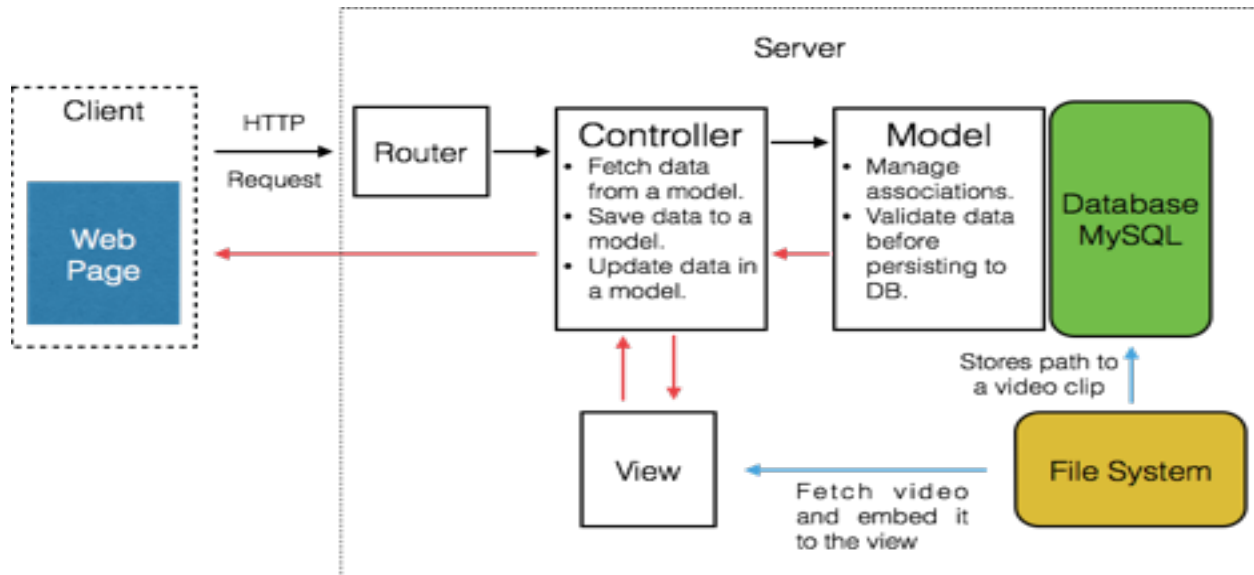 Server
Client
Web
Page
HTTP
Request
Router
Controller
• Fetch data
from a model.
• Save data to a
model.
• Update data in
a model.
Model
• Manage
associations.
• Validate data
before
persisting to
DB.
Database
MySQL
Stores path to
a video clip
View
Fetch video
and embed it
to the view
File System